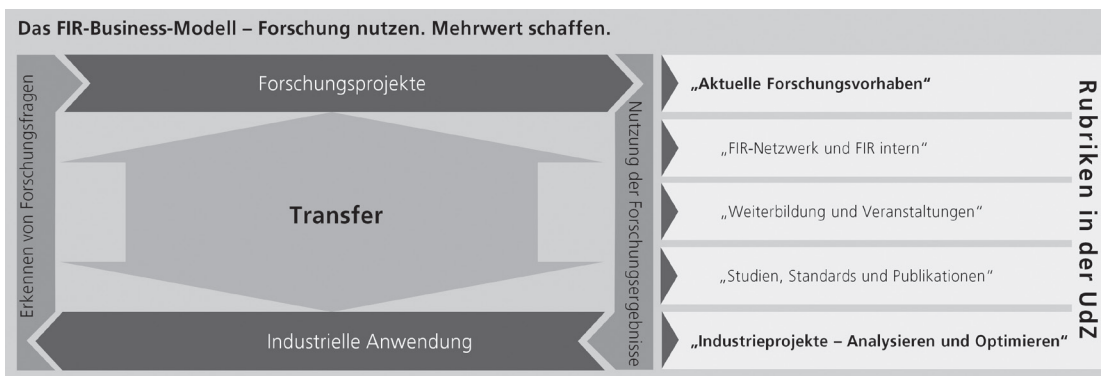 Das FIR-Business-Modell – Forschung nutzen. Mehrwert schaffen.
Erkennen von Forschungsfragen
Forschungsprojekte
Transfer
Industrielle Anwendung
Nutzung der Forschungsergebnisse
„Aktuelle Forschungsvorhaben“
„FIR-Netzwerk und FIR intern“
„Weiterbildung und Veranstaltungen“
„Studien, Standards und Publikationen“
„Industrieprojekte – Analysieren und Optimieren“
Rubriken in der UdZ